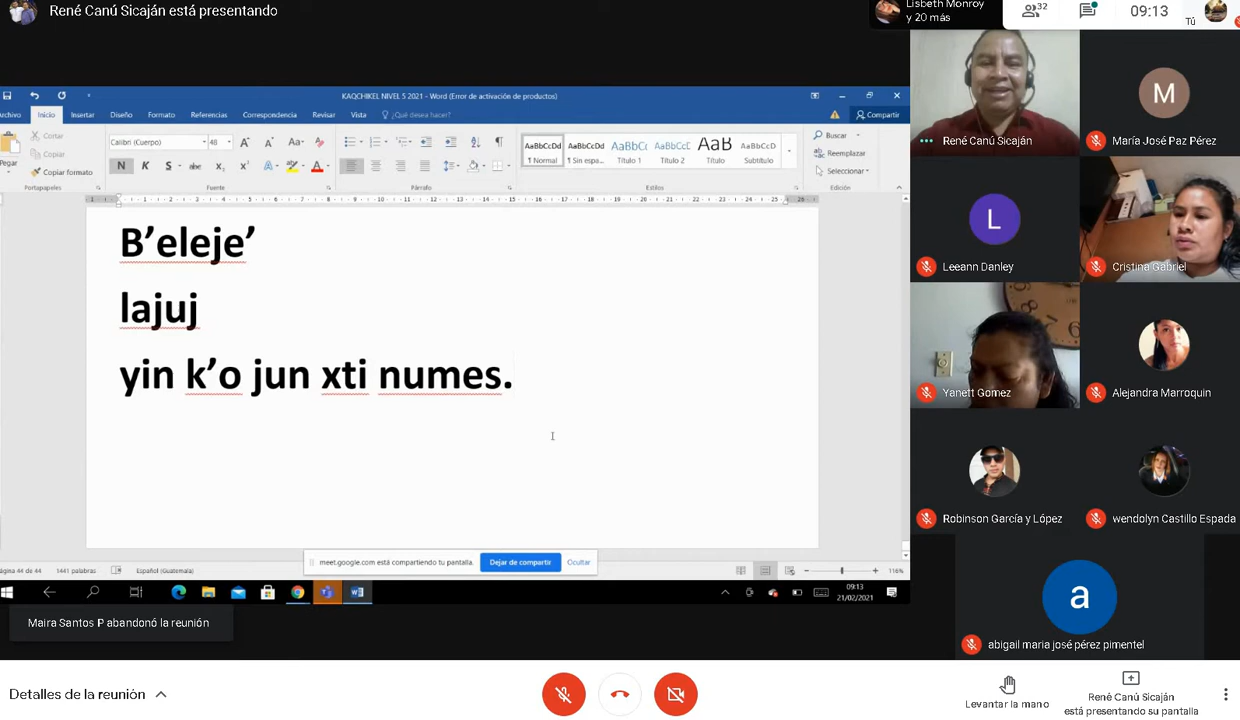 René Canú Sicaján está presentando
Lisbeth Monroy
y 20 más
32
09:13
Tú
KAQCHIKEL NIVEL 5 2021 - Word (Error de activación de productos)
rchivo Inicio Insertar Diseño Formato Referencias Correspondencia Revisar Vista ¿Qué desea hacer? Compartir
Pegar
Cortar
Copiar
Copiar formato
Portapapeles
Calibri (Cuerpo) 48
N K S abc
Fuente
Párrafo
AaBbCcDd AaBbCcDd AaBbC( AaBbCcC AaB AaBbCcD
¶ Normal ¶ Sin espa... Título 1 Título 2 Título Subtítulo
Estilos
Buscar
Reemplazar
Seleccionar
Edición
B’eleje’
lajuj
yin k’o jun xti numes.
meet.google.com está compartiendo tu pantalla.
Dejar de compartir
Ocultar
ágina 44 de 44 1441 palabras Español (Guatemala) 116%
09:13
21/02/2021
Maira Santos P abandonó la reunión
René Canú Sicaján
M
María José Paz Pérez
L
Leeann Danley
Cristina Gabriel
Yanett Gomez
Alejandra Marroquin
Robinson García y López
wendolyn Castillo Espada
a
abigail maria josé pérez pimentel
Detalles de la reunión
Levantar la mano
René Canú Sicaján
está presentando su pantalla